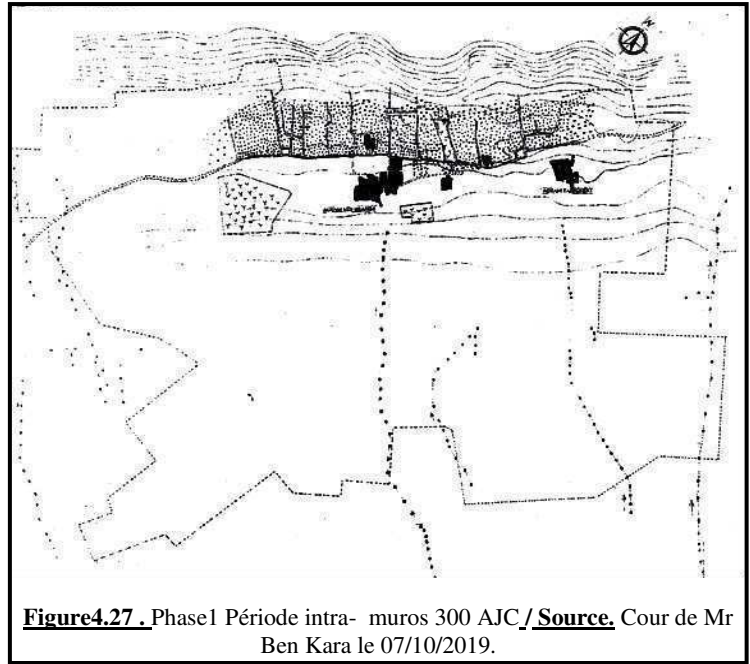 N
Figure4.27 . Phase1 Période intra- muros 300 AJC / Source. Cour de Mr
Ben Kara le 07/10/2019.